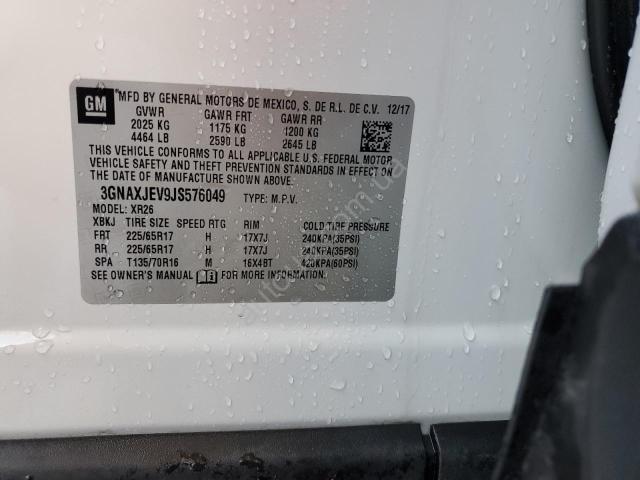 GM
*MFD BY GENERAL MOTORS DE MEXICO, S. DE R.L. DE C.V. 12/17
GVWR GAWR FRT GAWR RR
2025 KG 1175 KG 1200 KG
4464 LB 2590 LB 2645 LB
THIS VEHICLE CONFORMS TO ALL APPLICABLE U.S. FEDERAL MOTOR
VEHICLE SAFETY AND THEFT PREVENTION STANDARDS IN EFFECT ON
THE DATE OF MANUFACTURE SHOWN ABOVE.
3GNAXJEV9JS576049 TYPE: M.P.V.
MODEL: XR26
XBKJ TIRE SIZE SPEED RTG RIM COLD TIRE PRESSURE
FRT 225/65R17 H 17X7J 240KPA(35PSI)
RR 225/65R17 H 17X7J 240KPA(35PSI)
SPA T135/70R16 M 16X4BT 420KPA(60PSI)
SEE OWNER'S MANUAL FOR MORE INFORMATION.